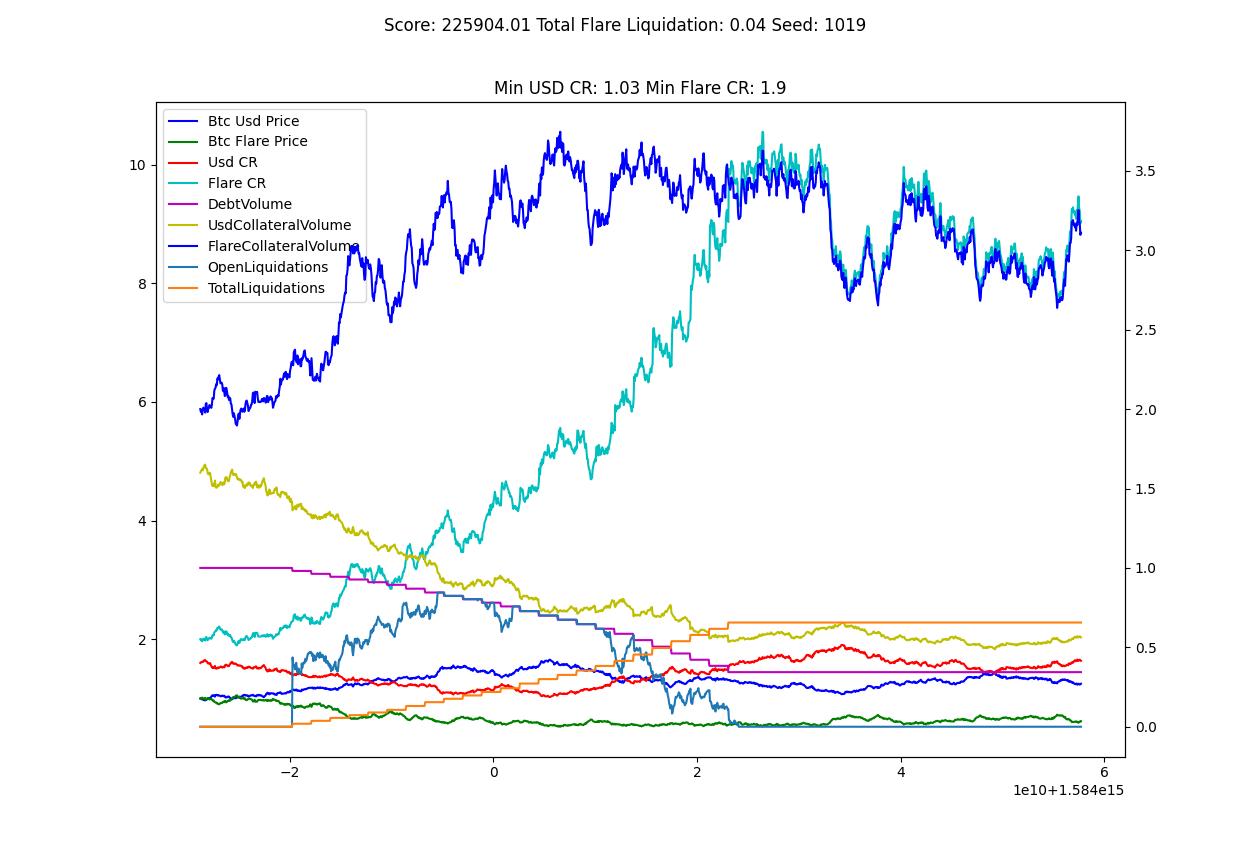 Score: 225904.01 Total Flare Liquidation: 0.04 Seed: 1019
Min USD CR: 1.03 Min Flare CR: 1.9
Btc Usd Price
Btc Flare Price
Usd CR
Flare CR
DebtVolume
UsdCollateralVolume
FlareCollateralVolume
OpenLiquidations
TotalLiquidations
10
8
6
4
2
3.5
3.0
2.5
2.0
1.5
1.0
0.5
0.0
−2
0
2
4
6
1e10+1.584e15